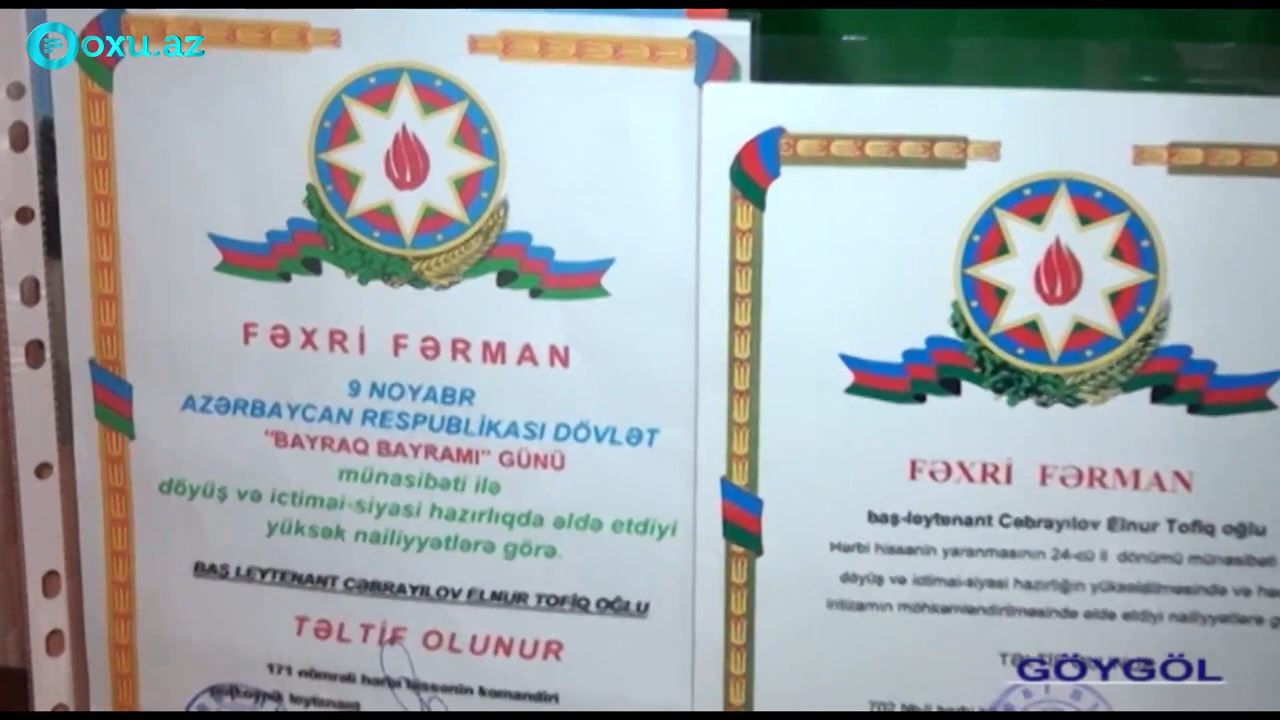 oxu.az
FƏXRİ FƏRMAN
9 NOYABR
AZƏRBAYCAN RESPUBLİKASI DÖVLƏT
"BAYRAQ BAYRAMI" GÜNÜ
münasibəti ilə
döyüş və ictimai-siyasi hazırlıqda əldə etdiyi
yüksək nailiyyətlərə görə.
BAŞ LEYTENANT CƏBRAYILOV ELNUR TOFİQ OĞLU
TƏLTİF OLUNUR
171 nömrəli hərbi hissənin komandiri
polkovnik leytenant
FƏXRİ FƏRMAN
baş-leytenant Cəbrayılov Elnur Tofiq oğlu
Hərbi hissənin yaranmasının 24-cü il dönümü münasibəti
döyüş və ictimai-siyasi hazırlığın yüksəldilməsində və
intizamın möhkəmləndirilməsində əldə etdiyi nailiyyətlərə
GÖYGÖL